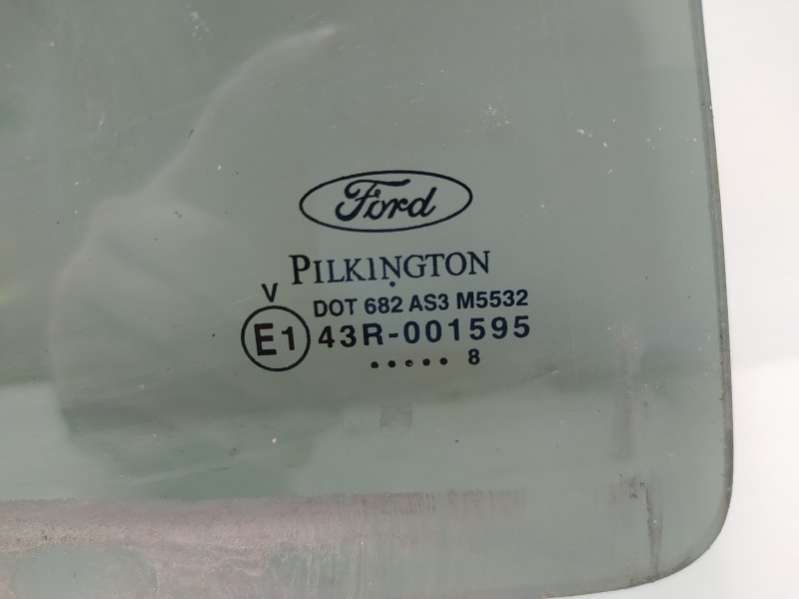 Ford
PILKINGTON
V
DOT 682 AS3 M5532
E1 43R-001595
..... 8